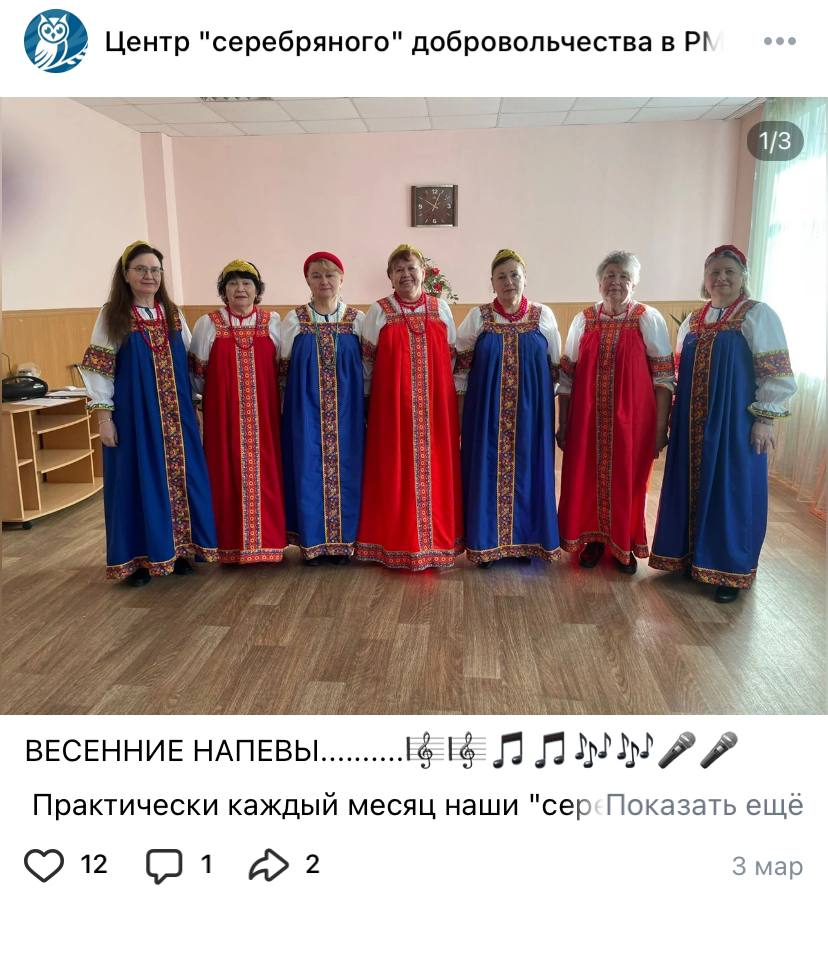 Центр "серебряного" добровольчества в РМ
1/3
ВЕСЕННИЕ НАПЕВЫ..........🎼🎼🎵🎵🎶🎶🎤🎤
Практически каждый месяц наши "сере Показать ещё
12 1 2 3 мар